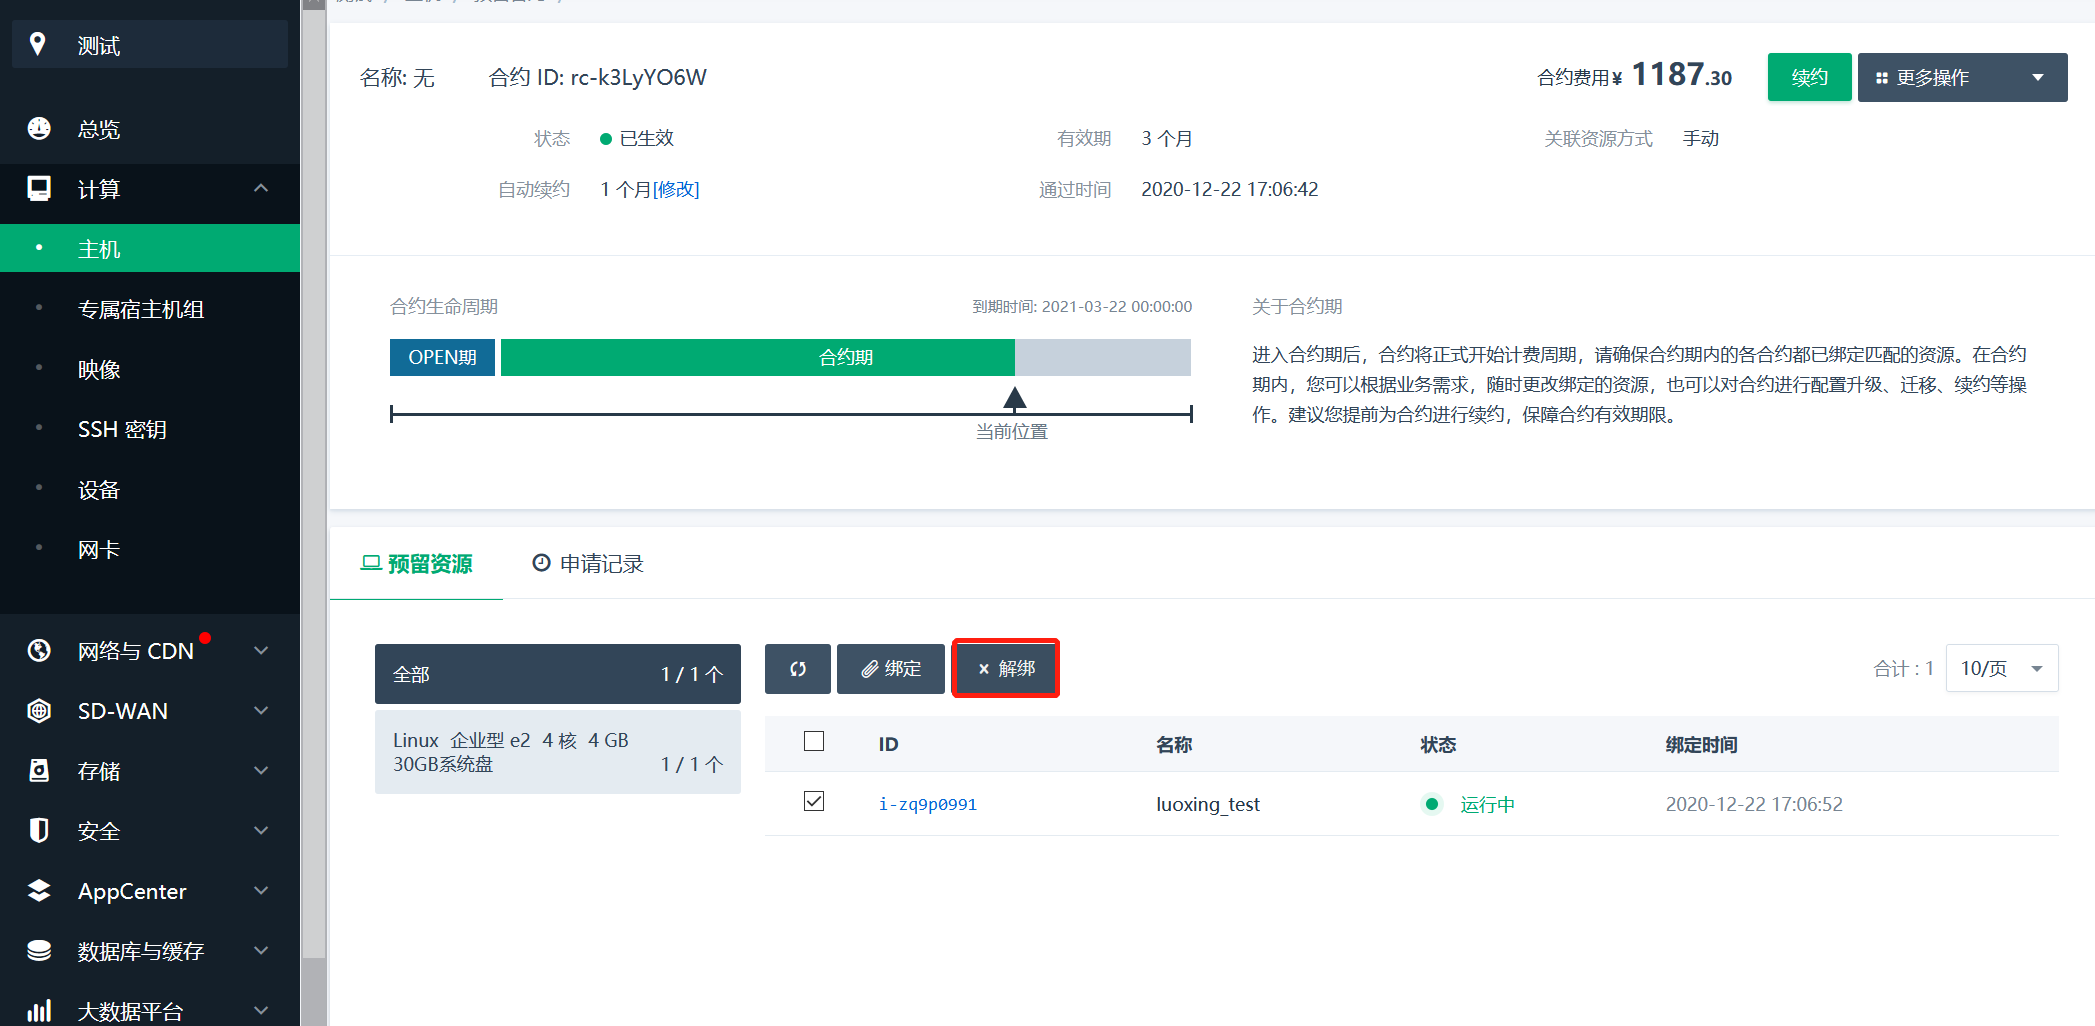 测试
总览
计算
主机
专属宿主机组
映像
SSH 密钥
设备
网卡
网络与 CDN
SD-WAN
存储
安全
AppCenter
数据库与缓存
大数据平台
名称: 无 合约 ID: rc-k3LyYO6W
合约费用¥ 1187.30
续约
更多操作
状态 已生效
有效期 3 个月
关联资源方式 手动
自动续约 1 个月[修改]
通过时间 2020-12-22 17:06:42
合约生命周期
到期时间: 2021-03-22 00:00:00
OPEN期
合约期
当前位置
关于合约期
进入合约期后，合约将正式开始计费周期，请确保合约期内的各合约都已绑定匹配的资源。在合约
期内，您可以根据业务需求，随时更改绑定的资源，也可以对合约进行配置升级、迁移、续约等操
作。建议您提前为合约进行续约，保障合约有效期限。
预留资源
申请记录
全部 1 / 1 个
Linux 企业型 e2 4 核 4 GB
30GB系统盘 1 / 1 个
绑定
× 解绑
合计 : 1
10/页
ID 名称 状态 绑定时间
i-zq9p0991 luoxing_test 运行中 2020-12-22 17:06:52